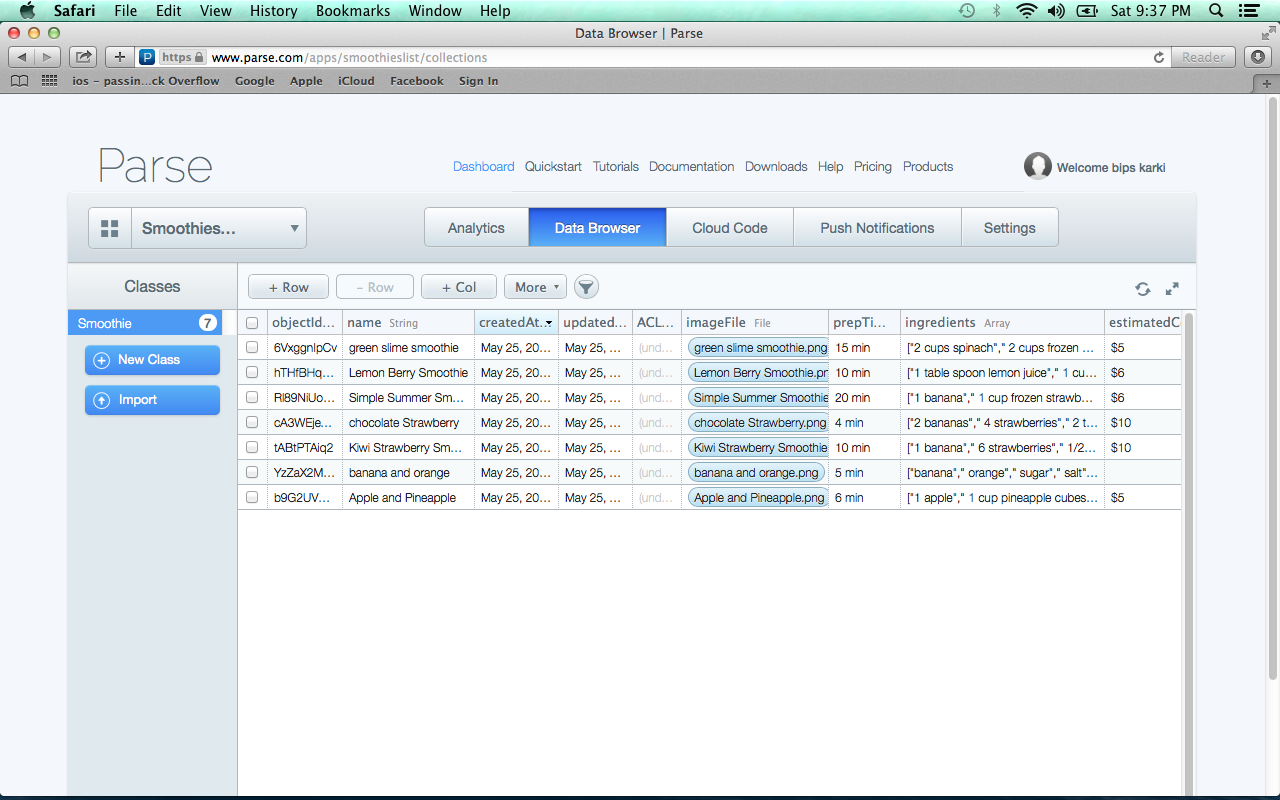 Safari File Edit View History Bookmarks Window Help Sat 9:37 PM
Data Browser | Parse
P https www.parse.com/apps/smoothieslist/collections Reader
ios - passin...ck Overflow Google Apple iCloud Facebook Sign In
Parse Dashboard Quickstart Tutorials Documentation Downloads Help Pricing Products Welcome bips karki
Smoothies... Analytics Data Browser Cloud Code Push Notifications Settings
Classes + Row - Row + Col More
Smoothie 7 objectId... name String createdAt... updated... ACL... imageFile File prepTi... ingredients Array estimatedC
6VxggnlpCv green slime smoothie May 25, 20... May 25, ... (und... green slime smoothie.png 15 min ["2 cups spinach"," 2 cups frozen ... $5
New Class hTHfBHq... Lemon Berry Smoothie May 25, 20... May 25, ... (und... Lemon Berry Smoothie.pr 10 min ["1 table spoon lemon juice"," 1 cu... $6
Import Rl89NiUo... Simple Summer Sm... May 25, 20... May 25, ... (und... Simple Summer Smoothie 20 min ["1 banana"," 1 cup frozen strawb... $6
cA3WEje... chocolate Strawberry May 25, 20... May 25, ... (und... chocolate Strawberry.png 4 min ["2 bananas"," 4 strawberries"," 2 t... $10
tABtPTAiq2 Kiwi Strawberry Sm... May 25, 20... May 25, ... (und... Kiwi Strawberry Smoothie 10 min ["1 banana"," 6 strawberries"," 1/2... $10
YzZaX2M... banana and orange May 25, 20... May 25, ... (und... banana and orange.png 5 min ["banana"," orange"," sugar"," salt"...
b9G2UV... Apple and Pineapple May 25, 20... May 25, ... (und... Apple and Pineapple.png 6 min ["1 apple"," 1 cup pineapple cubes... $5